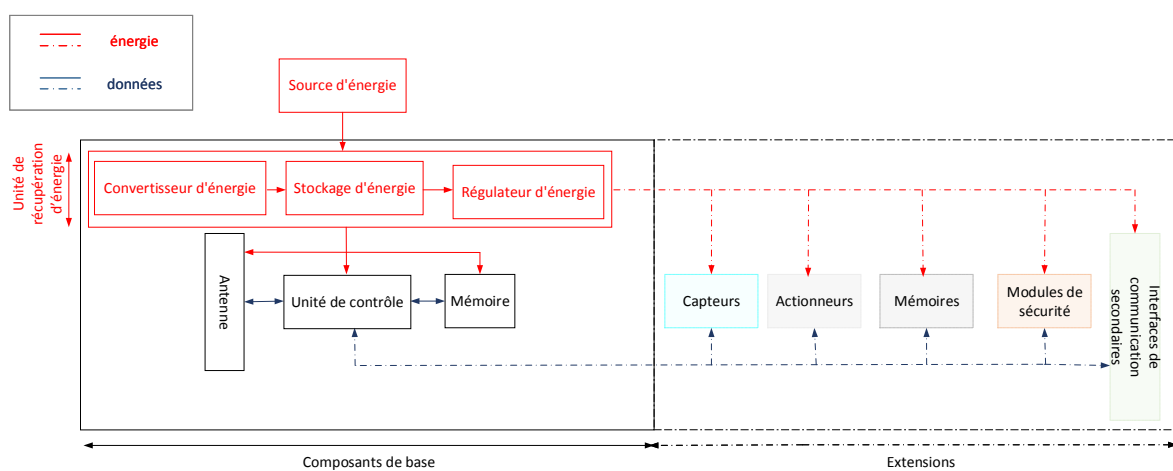 énergie
données
Source d'énergie
Unité de
récupération
d'énergie
Convertisseur d'énergie
Stockage d'énergie
Régulateur d'énergie
Antenne
Unité de contrôle
Mémoire
Capteurs
Actionneurs
Mémoires
Modules de
sécurité
Interfaces de
communication
secondaires
Composants de base
Extensions